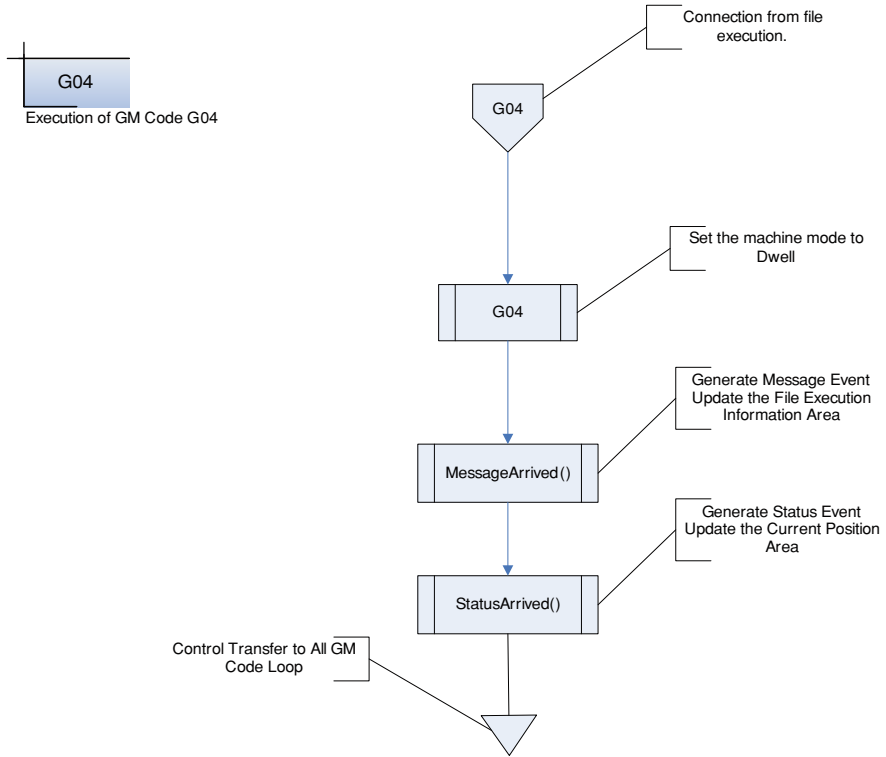 Connection from file
execution.
G04
Execution of GM Code G04
G04
Set the machine mode to
Dwell
G04
Generate Message Event
Update the File Execution
Information Area
MessageArrived()
Generate Status Event
Update the Current Position
Area
StatusArrived()
Control Transfer to All GM
Code Loop